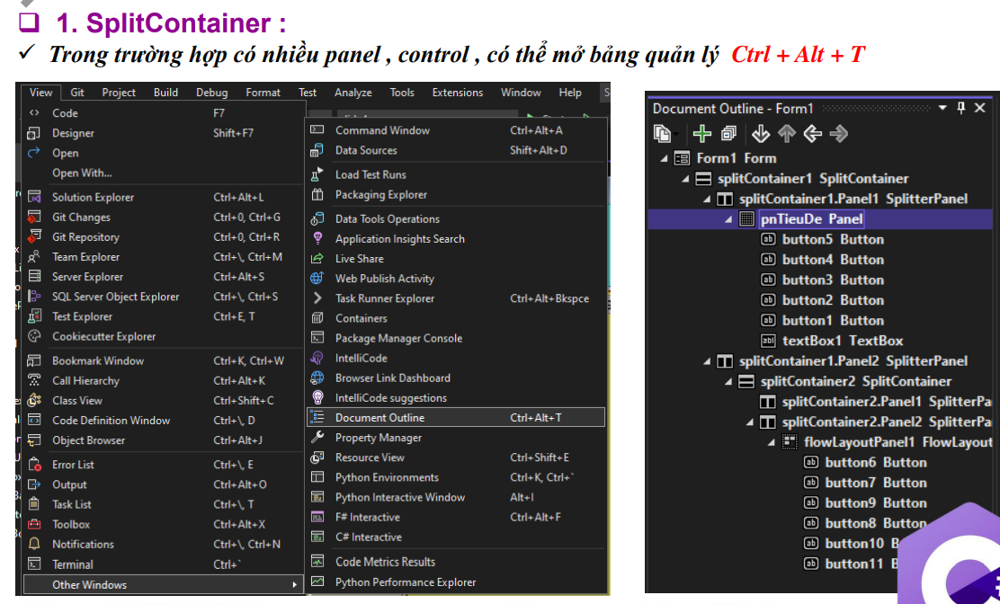 1. SplitContainer :
Trong trường hợp có nhiều panel , control , có thể mở bảng quản lý Ctrl + Alt + T
View Git Project Build Debug Format Test Analyze Tools Extensions Window Help
Code F7
Designer Shift+F7
Open
Open With...
Solution Explorer Ctrl+Alt+L
Git Changes Ctrl+0, Ctrl+G
Git Repository Ctrl+0, Ctrl+R
Team Explorer Ctrl+\, Ctrl+M
Server Explorer Ctrl+Alt+S
SQL Server Object Explorer Ctrl+\, Ctrl+S
Test Explorer Ctrl+E, T
Cookiecutter Explorer
Bookmark Window Ctrl+K, Ctrl+W
Call Hierarchy Ctrl+Alt+K
Class View Ctrl+Shift+C
Code Definition Window Ctrl+\, D
Object Browser Ctrl+Alt+J
Error List Ctrl+\, E
Output Ctrl+Alt+O
Task List Ctrl+\, T
Toolbox Ctrl+Alt+X
Notifications Ctrl+\, Ctrl+N
Terminal Ctrl+`
Other Windows
Command Window Ctrl+Alt+A
Data Sources Shift+Alt+D
Load Test Runs
Packaging Explorer
Data Tools Operations
Application Insights Search
Live Share
Web Publish Activity
Task Runner Explorer Ctrl+Alt+Bkspce
Containers
Package Manager Console
IntelliCode
Browser Link Dashboard
IntelliCode suggestions
Document Outline Ctrl+Alt+T
Property Manager
Resource View Ctrl+Shift+E
Python Environments Ctrl+K, Ctrl+`
Python Interactive Window Alt+I
F# Interactive Ctrl+Alt+F
C# Interactive
Code Metrics Results
Python Performance Explorer
Document Outline - Form1
Form1 Form
splitContainer1 SplitContainer
splitContainer1.Panel1 SplitterPanel
pnTieuDe Panel
button5 Button
button4 Button
button3 Button
button2 Button
button1 Button
textBox1 TextBox
splitContainer1.Panel2 SplitterPanel
splitContainer2 SplitContainer
splitContainer2.Panel1 SplitterPa
splitContainer2.Panel2 SplitterPa
flowLayoutPanel1 FlowLayout
button6 Button
button7 Button
button9 Button
button8 Button
button10 B
button11 B